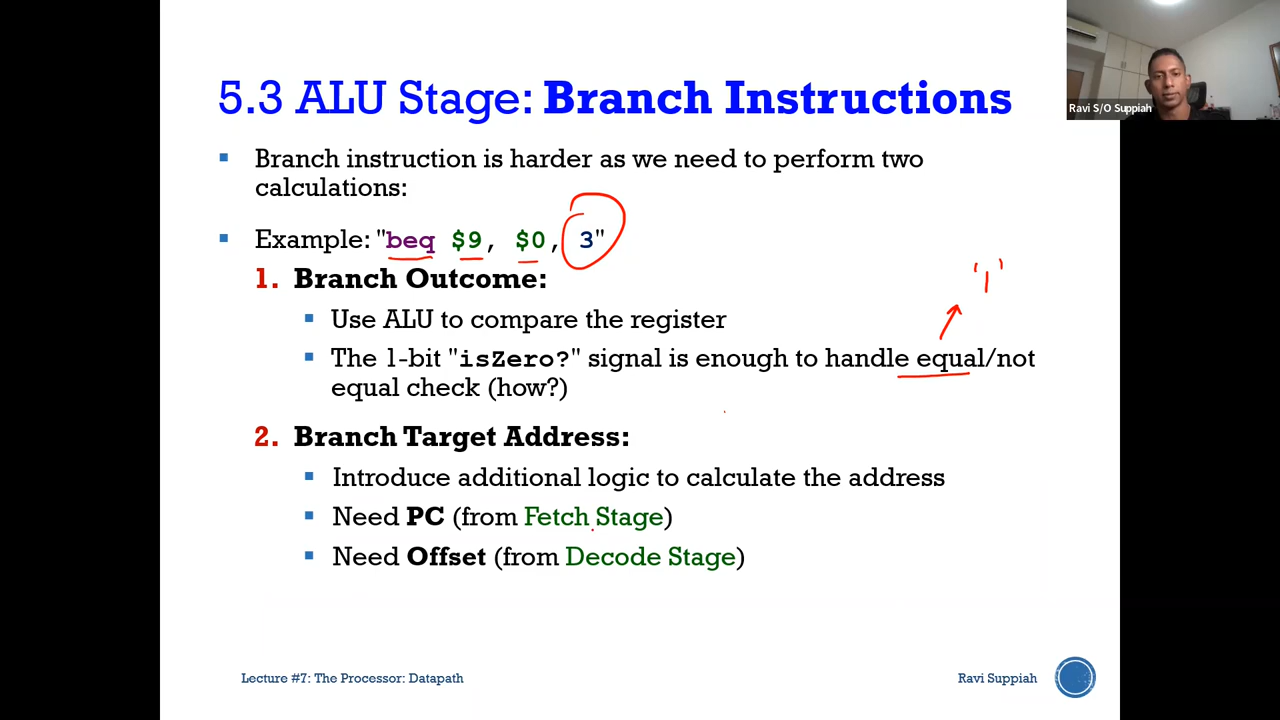 Ravi S/O Suppiah
5.3 ALU Stage: Branch Instructions
Branch instruction is harder as we need to perform two
calculations:
Example: "beq $9, $0, 3"
1. Branch Outcome:
'1'
Use ALU to compare the register
The 1-bit "isZero?" signal is enough to handle equal/not
equal check (how?)
2. Branch Target Address:
Introduce additional logic to calculate the address
Need PC (from Fetch Stage)
Need Offset (from Decode Stage)
Lecture #7: The Processor: Datapath
Ravi Suppiah